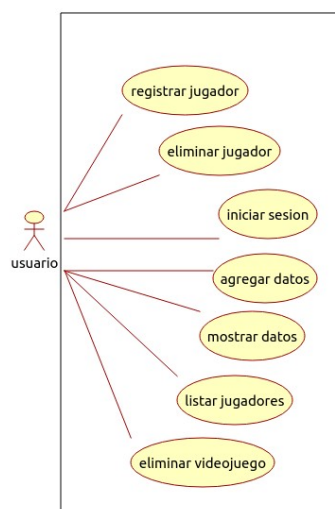 registrar jugador
eliminar jugador
iniciar sesion
usuario
agregar datos
mostrar datos
listar jugadores
eliminar videojuego